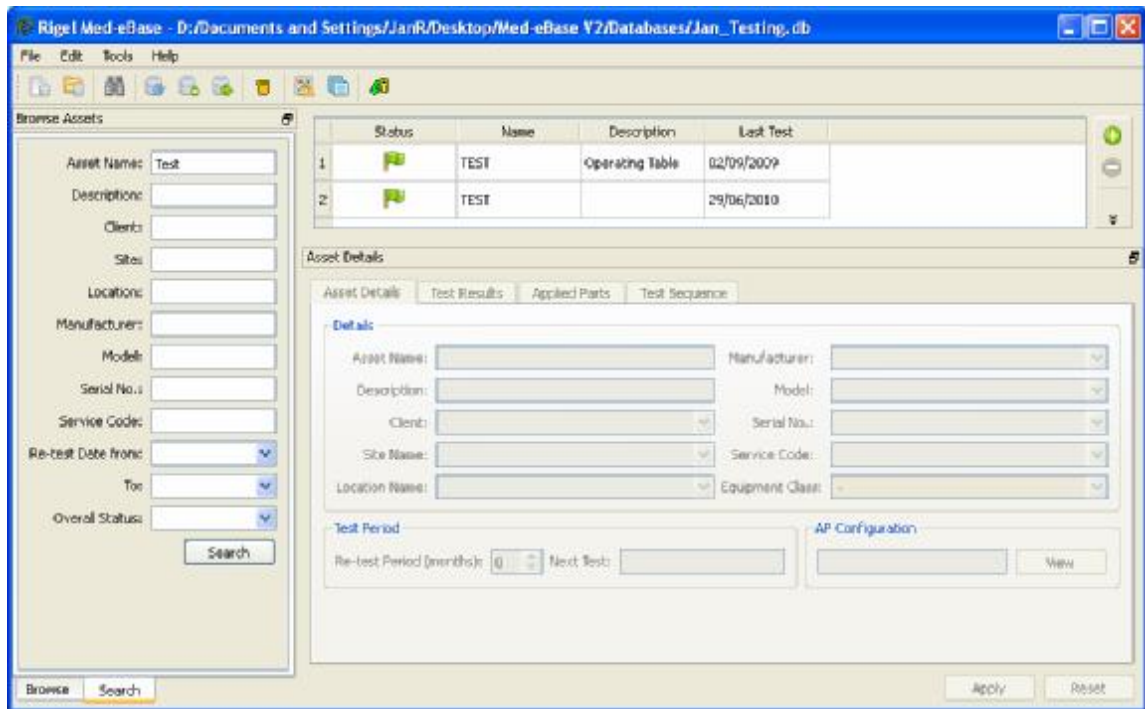 Rigel Med-eBase - D:/Documents and Settings/JanR/Desktop/Med-eBase V2/Databases/Jan_Testing.db
File Edit Tools Help
Browse Assets
Asset Name: Test
Description:
Client:
Site:
Location:
Manufacturer:
Model:
Serial No.:
Service Code:
Re-test Date from:
To:
Overal Status:
Search
Browse Search
Status Name Description Last Test
1 TEST Operating Table 02/09/2009
2 TEST 29/06/2010
Asset Details
Asset Details Test Results Applied Parts Test Sequence
Details
Asset Name: Manufacturer:
Description: Model:
Client: Serial No.:
Site Name: Service Code:
Location Name: Equipment Class: -
Test Period AP Configuration
Re-test Period (months): 0 Next Test: View
Apply Reset